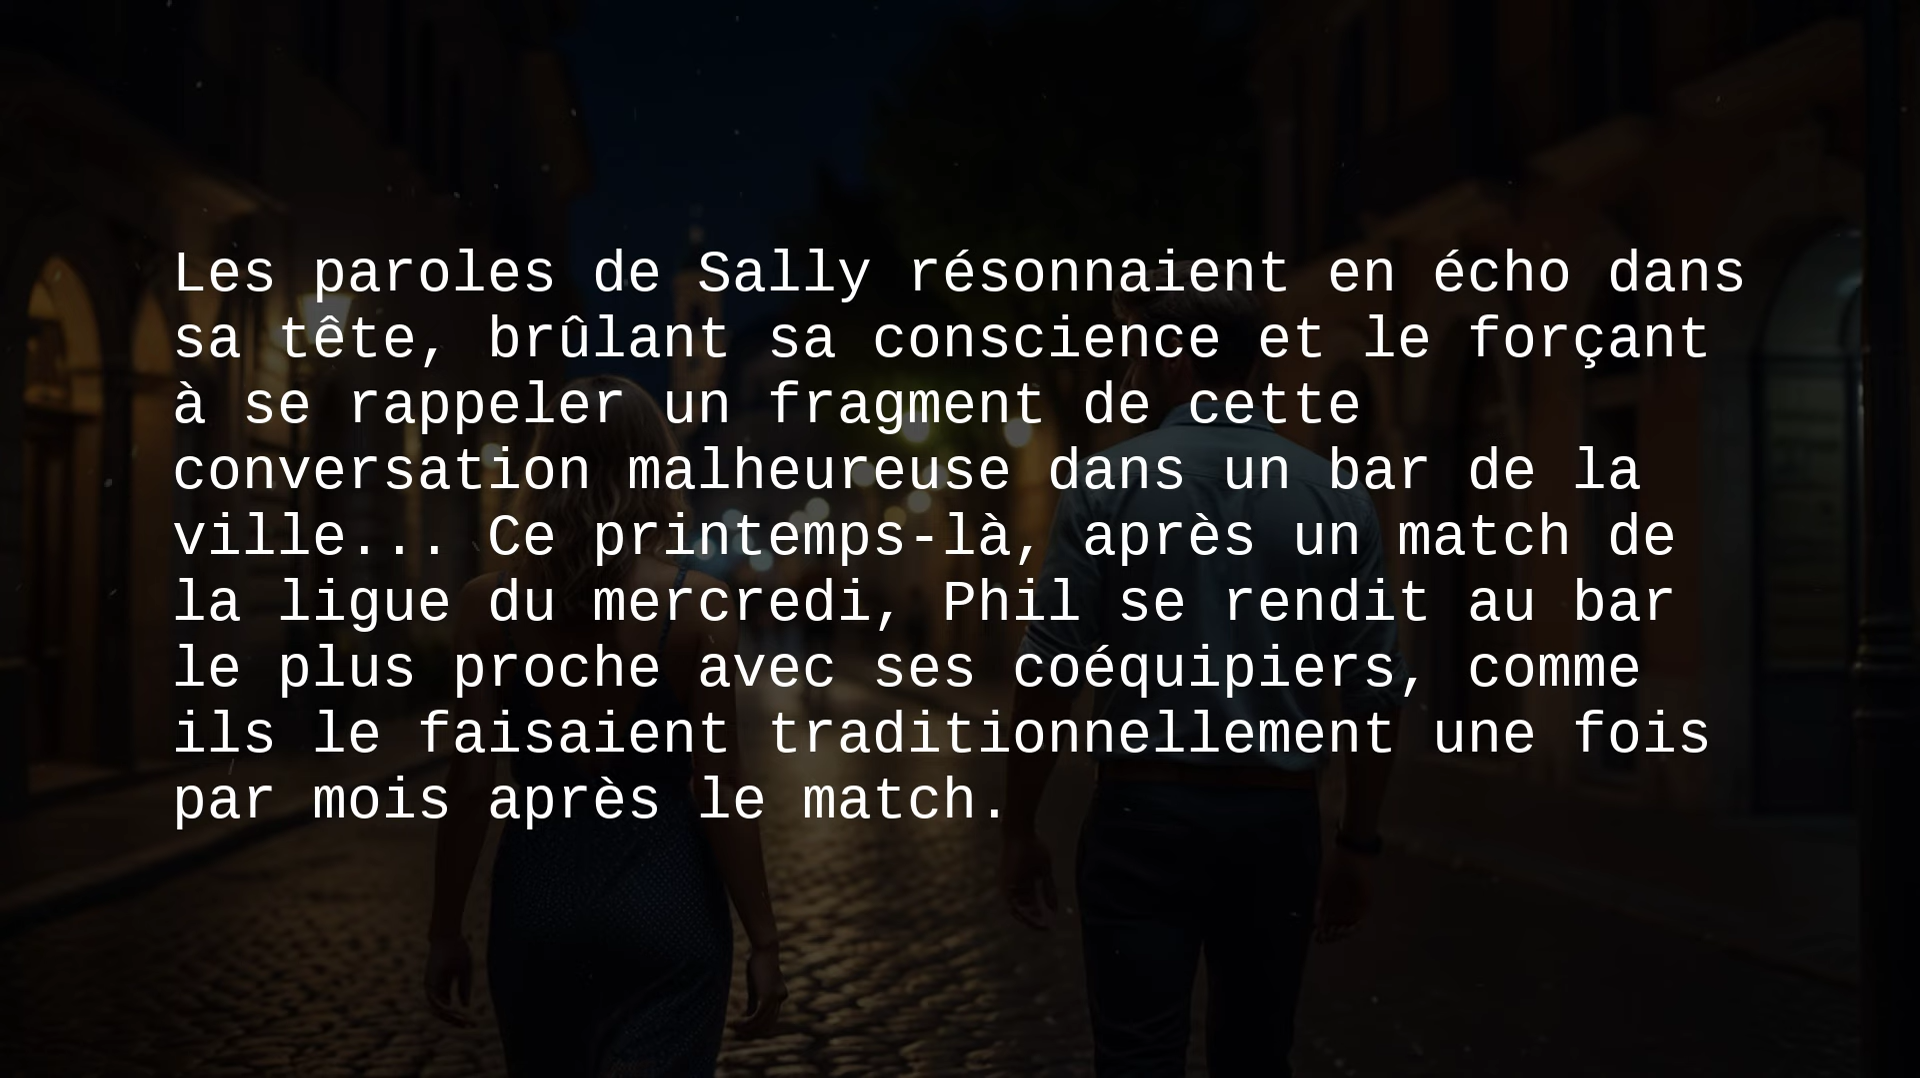 Les paroles de Sally résonnaient en écho dans
sa tête, brûlant sa conscience et le forçant
à se rappeler un fragment de cette
conversation malheureuse dans un bar de la
ville... Ce printemps-là, après un match de
la ligue du mercredi, Phil se rendit au bar
le plus proche avec ses coéquipiers, comme
ils le faisaient traditionnellement une fois
par mois après le match.